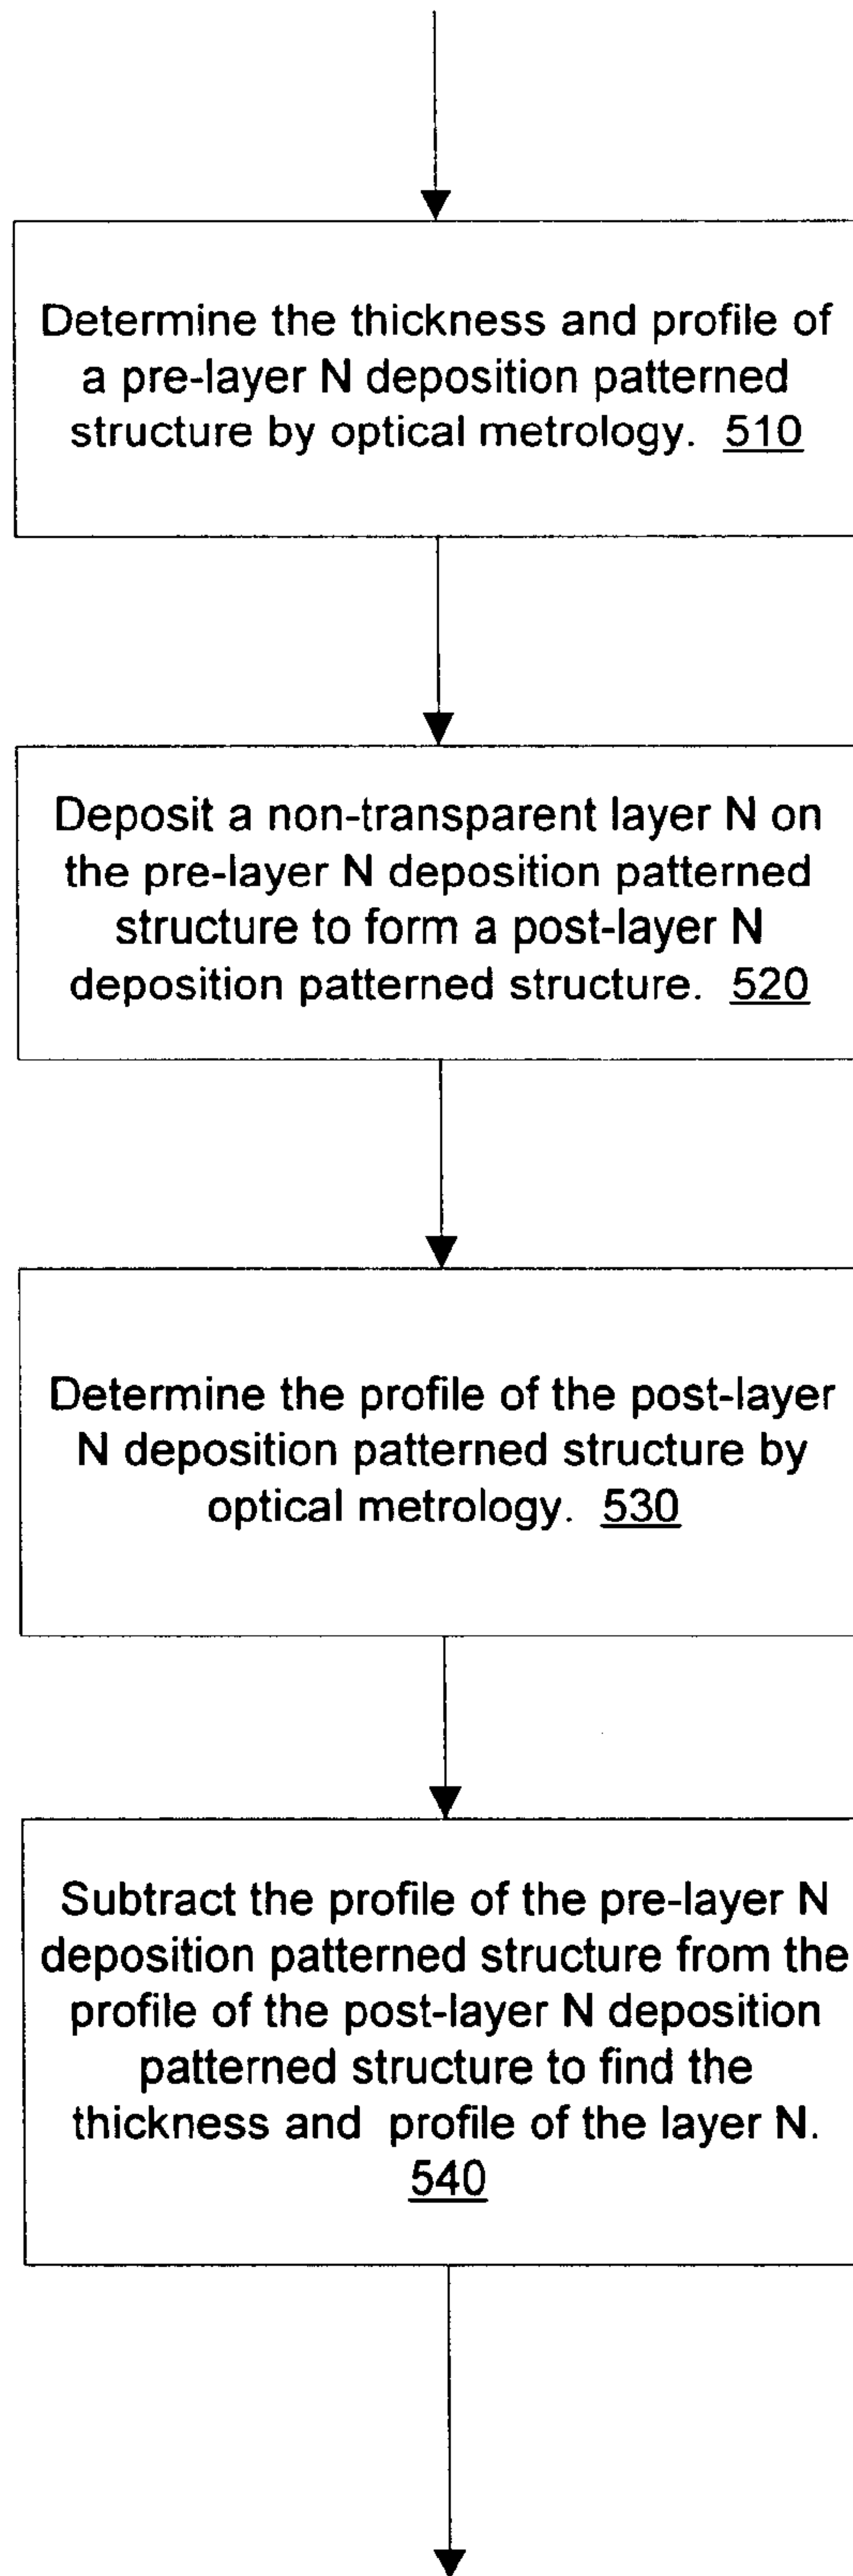 Determine the thickness and profile of
a pre-layer N deposition patterned
structure by optical metrology. 510
Deposit a non-transparent layer N on
the pre-layer N deposition patterned
structure to form a post-layer N
deposition patterned structure. 520
Determine the profile of the post-layer
N deposition patterned structure by
optical metrology. 530
Subtract the profile of the pre-layer N
deposition patterned structure from the
profile of the post-layer N deposition
patterned structure to find the
thickness and profile of the layer N.
540